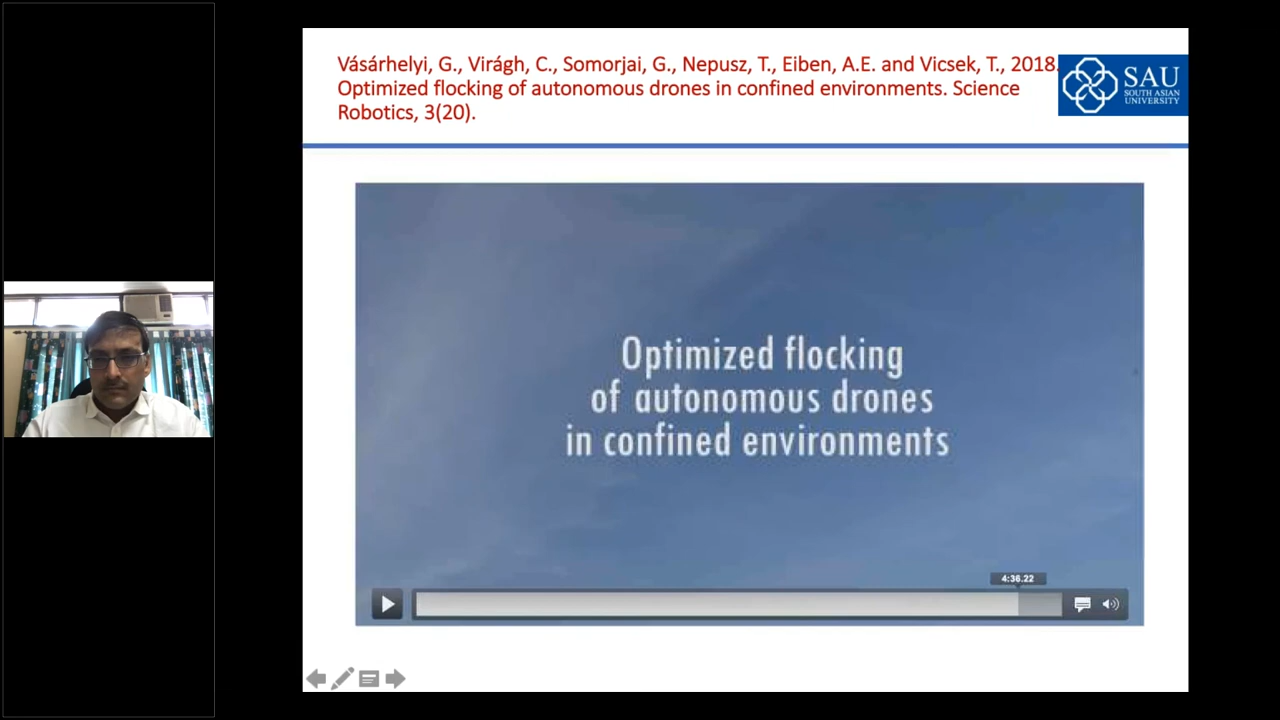 Vásárhelyi, G., Virágh, C., Somorjai, G., Nepusz, T., Eiben, A.E. and Vicsek, T., 2018.
Optimized flocking of autonomous drones in confined environments. Science
Robotics, 3(20).
SAU
SOUTH ASIAN
UNIVERSITY
Optimized flocking
of autonomous drones
in confined environments
4:36.22